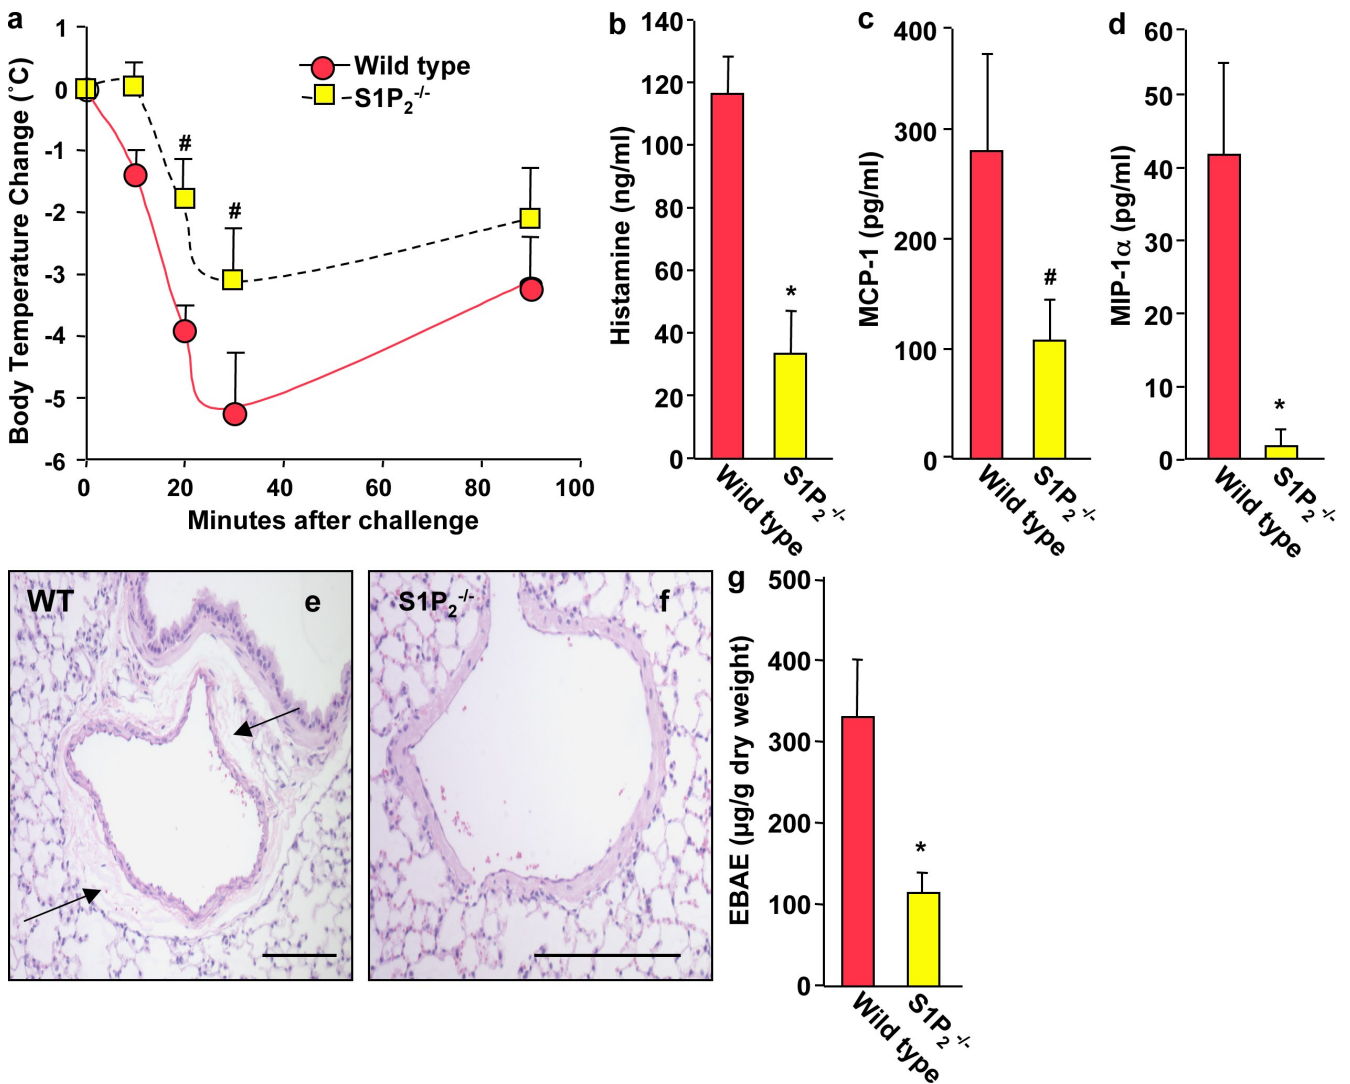 a
1
0
-1
-2
-3
-4
-5
-6
Body Temperature Change (˚C)
Wild type
S1P2-/-
#
#
0 20 40 60 80 100
Minutes after challenge
b
140
120
100
80
60
40
20
0
Histamine (ng/ml)
*
Wild type
S1P2-/-
c
400
300
200
100
0
MCP-1 (pg/ml)
#
Wild type
S1P2-/-
d
60
50
40
30
20
10
0
MIP-1α (pg/ml)
*
Wild type
S1P2-/-
WT e
S1P2-/- f
g
500
400
300
200
100
0
EBAE (µg/g dry weight)
*
Wild type
S1P2-/-